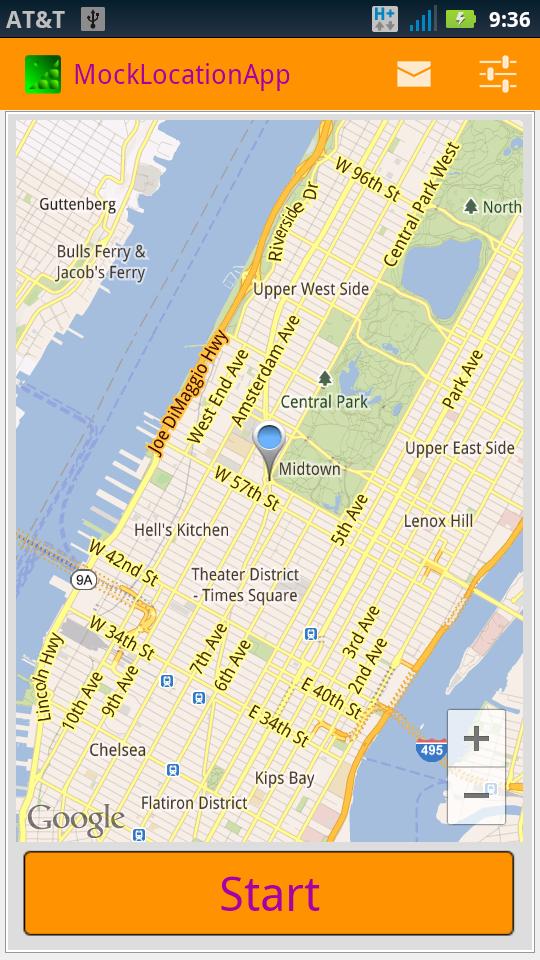 AT&T
H+
9:36
MockLocationApp
W 96th St
Central Park West
Guttenberg
Riverside Dr
North
Bulls Ferry &
Jacob's Ferry
Upper West Side
Joe DiMaggio Hwy
West End Ave
Amsterdam Ave
Park Ave
Central Park
Upper East Side
Midtown
W 57th St
5th Ave
Lenox Hill
Hell's Kitchen
W 42nd St
9A
Theater District
- Times Square
W 34th St
7th Ave
6th Ave
3rd Ave
2nd Ave
Lincoln Hwy
10th Ave
9th Ave
E 40th St
E 34th St
495
Chelsea
Kips Bay
Flatiron District
Google
+
−
Start